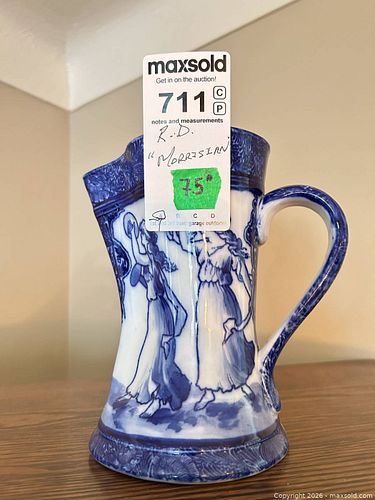 maxsold
Get in on the auction!
711 C
P
notes and measurements
R.D.
"MORRISIAN"
75
C D
Copyright 2026 - maxsold.com